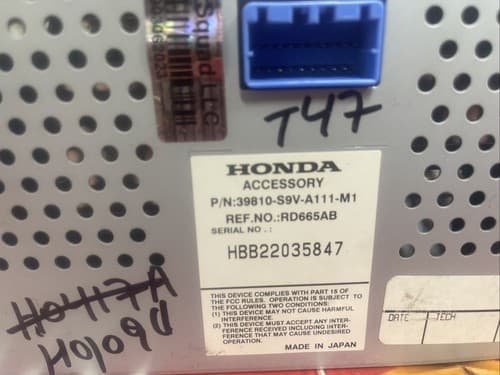 Squid LLC
T47
HONDA
ACCESSORY
P/N:39810-S9V-A111-M1
REF.NO.:RD665AB
SERIAL NO.:
HBB22035847
THIS DEVICE COMPLIES WITH PART 15 OF
THE FCC RULES. OPERATION IS SUBJECT TO
THE FOLLOWING TWO CONDITIONS:
(1) THIS DEVICE MAY NOT CAUSE HARMFUL
INTERFERENCE.
(2) THIS DEVICE MUST ACCEPT ANY INTER-
FERENCE RECEIVED INCLUDING INTER-
FERENCE THAT MAY CAUSE UNDESIRED
OPERATION.
MADE IN JAPAN
H0417A
DATE
TECH